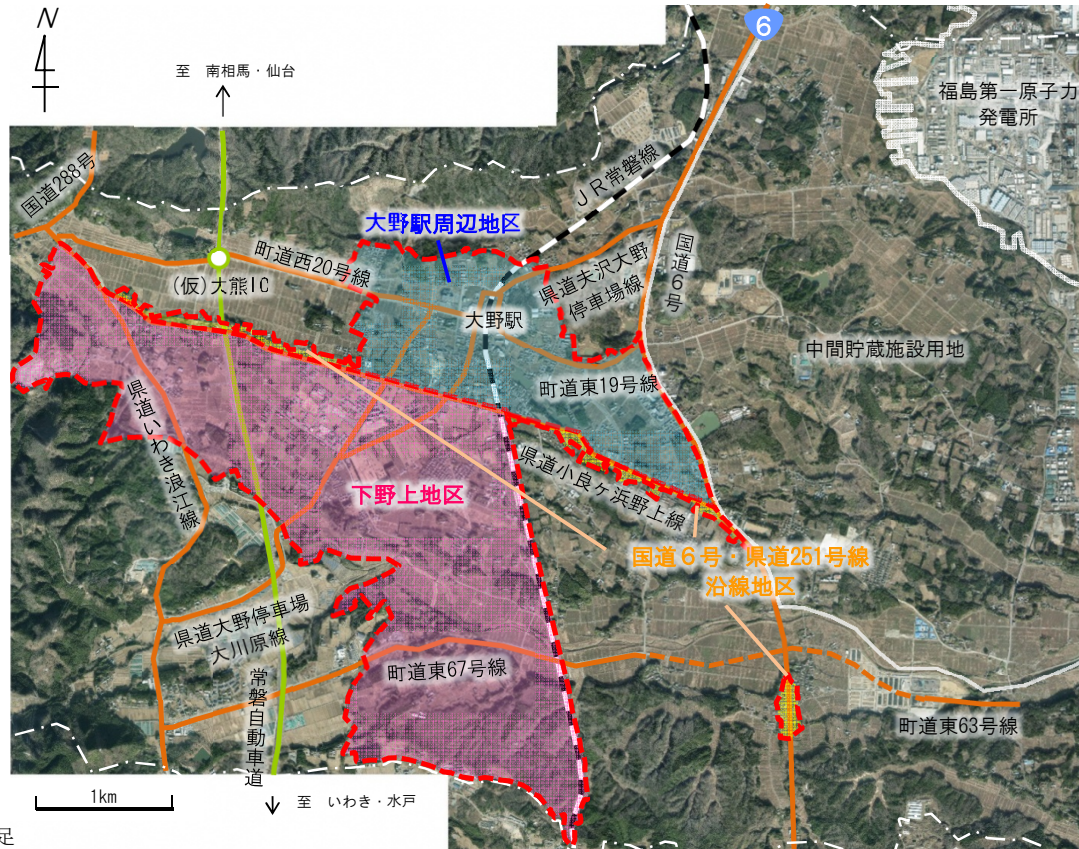 N
6
至 南相馬・仙台
福島第一原子力
発電所
国道288号
JR常磐線
大野駅周辺地区
町道西20号線
県道夫沢大野
停車場線
国道6号
(仮)大熊IC
大野駅
中間貯蔵施設用地
町道東19号線
県道いわき浪江線
県道小良ヶ浜野上線
下野上地区
国道6号・県道251号線
沿線地区
県道大野停車場
大川原線
町道東67号線
常磐自動車道
町道東63号線
1km
至 いわき・水戸
足